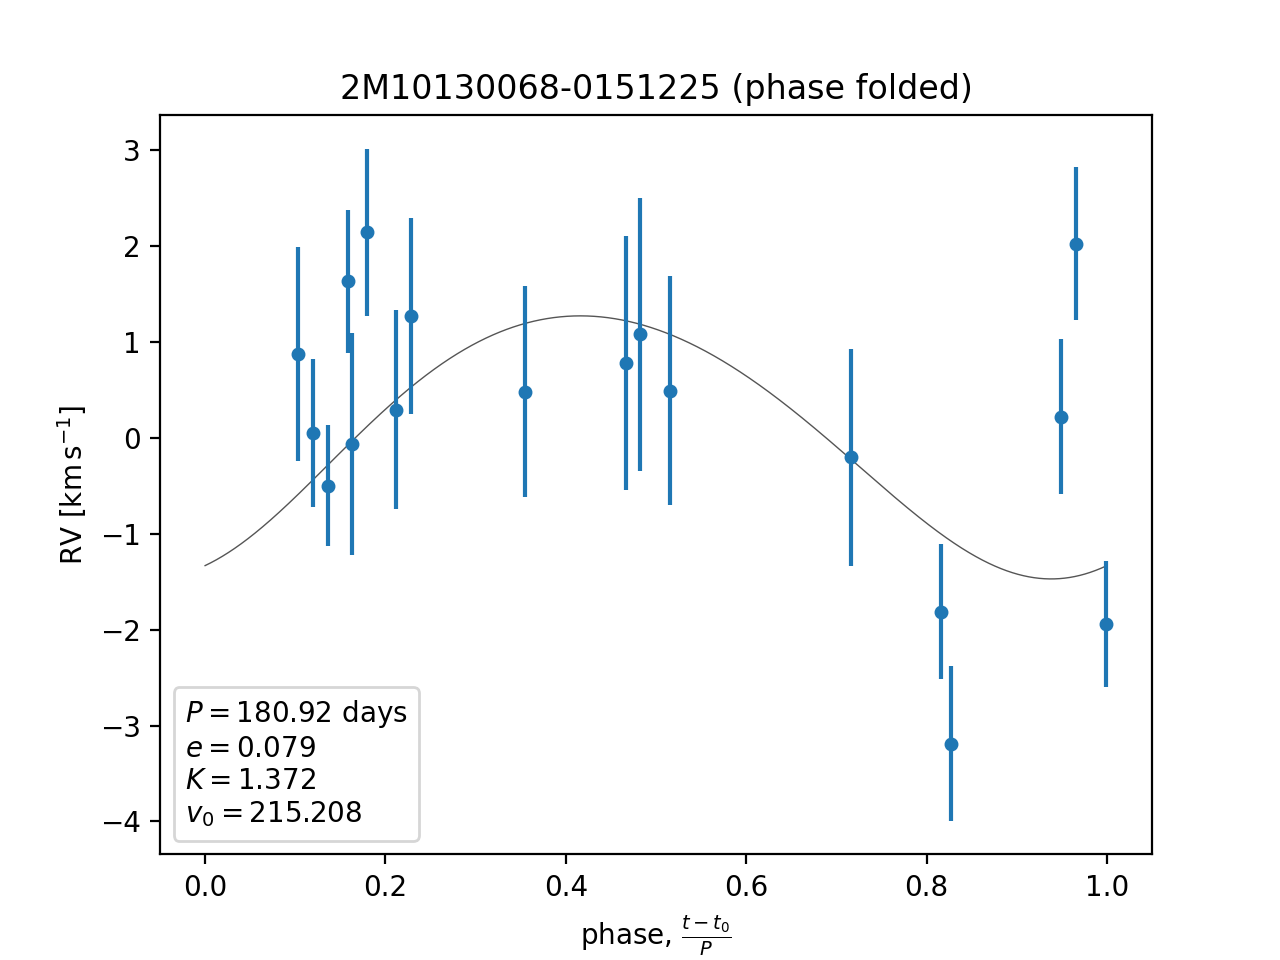 2M10130068-0151225 (phase folded)
3
2
1
0
−1
−2
−3
−4
RV [km s⁻¹]
P = 180.92 days
e = 0.079
K = 1.372
v₀ = 215.208
0.0 0.2 0.4 0.6 0.8 1.0
phase, (t − t₀)/P